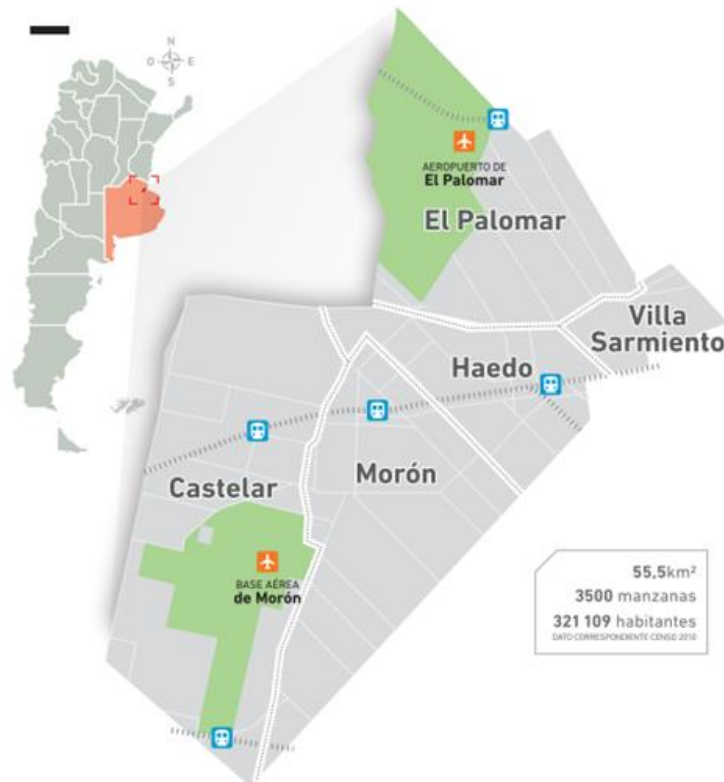 N
O E
S
AEROPUERTO DE
El Palomar
El Palomar
Villa
Sarmiento
Haedo
Castelar
Morón
BASE AÉREA
de Morón
55,5km²
3500 manzanas
321 109 habitantes
DATO CORRESPONDIENTE CENSO 2010